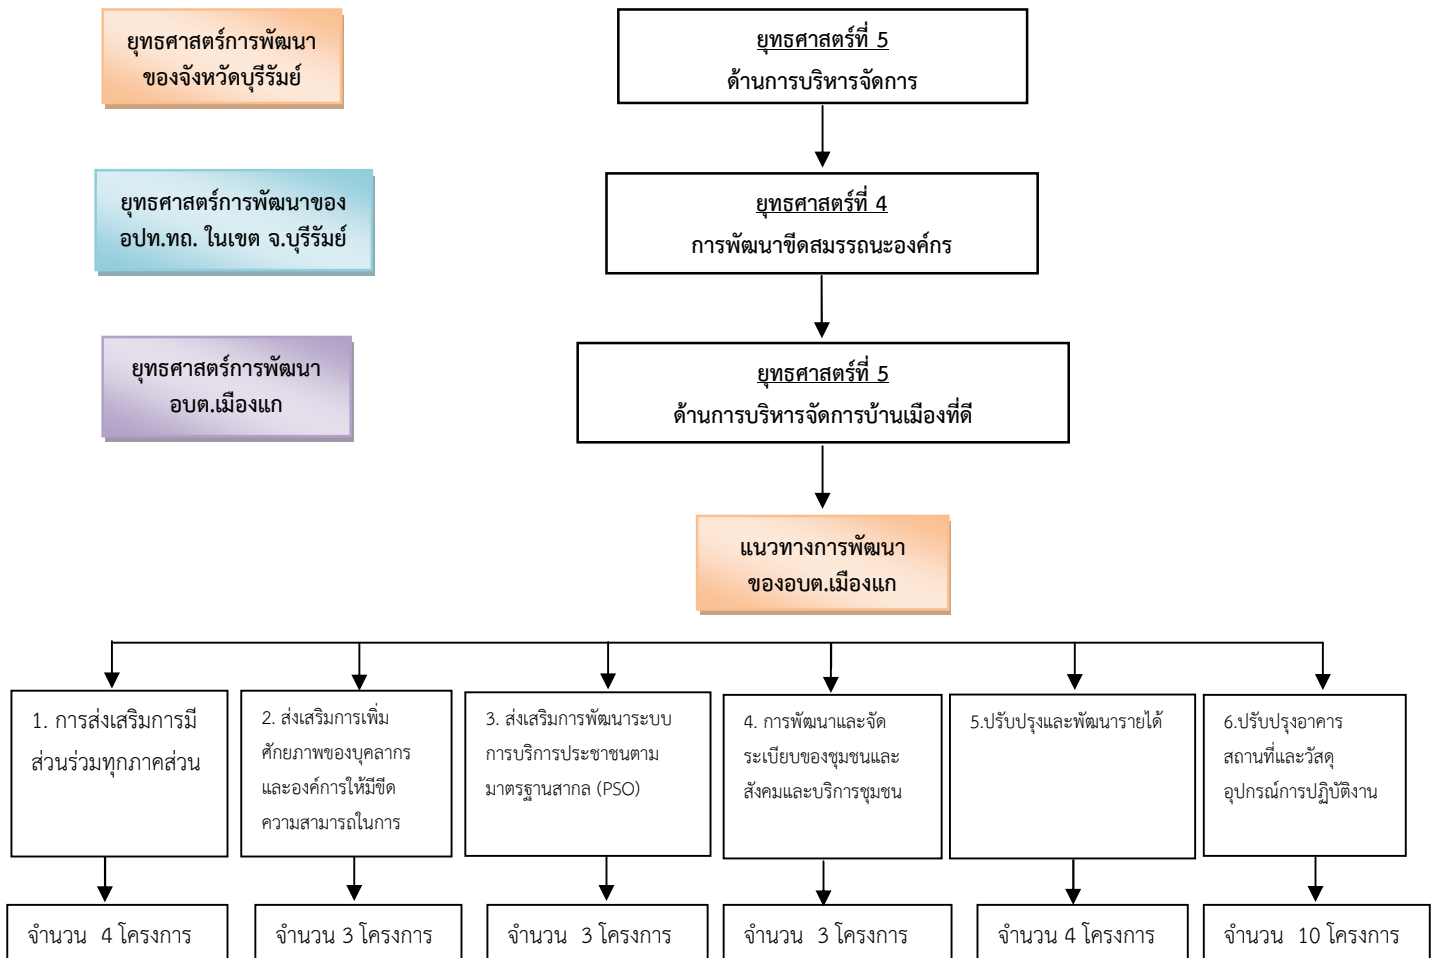 ยุทธศาสตร์การพัฒนา
ของจังหวัดบุรีรัมย์
ยุทธศาสตร์ที่ 5
ด้านการบริหารจัดการ
ยุทธศาสตร์การพัฒนาของ
อปท.ทถ. ในเขต จ.บุรีรัมย์
ยุทธศาสตร์ที่ 4
การพัฒนาขีดสมรรถนะองค์กร
ยุทธศาสตร์การพัฒนา
อบต.เมืองแก
ยุทธศาสตร์ที่ 5
ด้านการบริหารจัดการบ้านเมืองที่ดี
แนวทางการพัฒนา
ของอบต.เมืองแก
1. การส่งเสริมการมี
ส่วนร่วมทุกภาคส่วน
2. ส่งเสริมการเพิ่ม
ศักยภาพของบุคลากร
และองค์การให้มีขีด
ความสามารถในการ
3. ส่งเสริมการพัฒนาระบบ
การบริการประชาชนตาม
มาตรฐานสากล (PSO)
4. การพัฒนาและจัด
ระเบียบของชุมชนและ
สังคมและบริการชุมชน
5.ปรับปรุงและพัฒนารายได้
6.ปรับปรุงอาคาร
สถานที่และวัสดุ
อุปกรณ์การปฏิบัติงาน
จำนวน 4 โครงการ
จำนวน 3 โครงการ
จำนวน 3 โครงการ
จำนวน 3 โครงการ
จำนวน 4 โครงการ
จำนวน 10 โครงการ